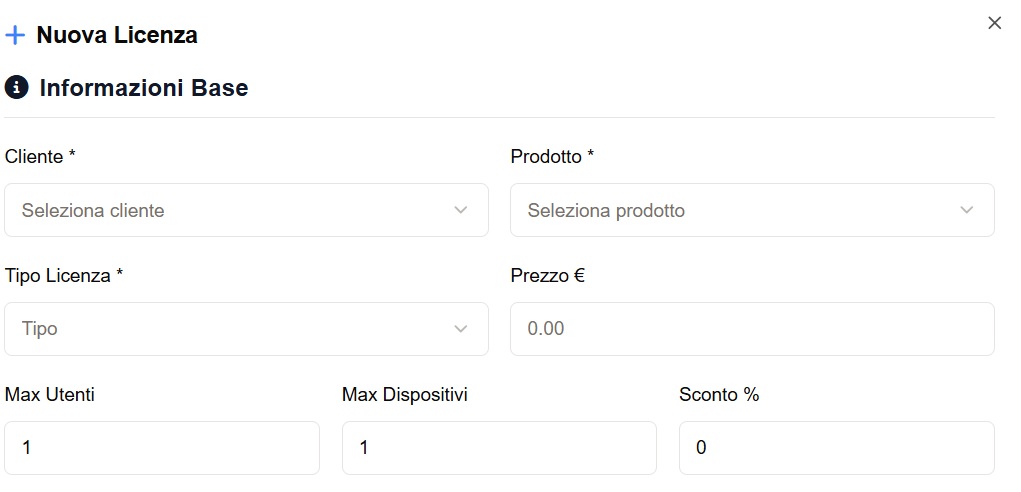 Nuova Licenza
Informazioni Base
Cliente * Prodotto *
Seleziona cliente Seleziona prodotto
Tipo Licenza * Prezzo €
Tipo 0.00
Max Utenti Max Dispositivi Sconto %
1 1 0